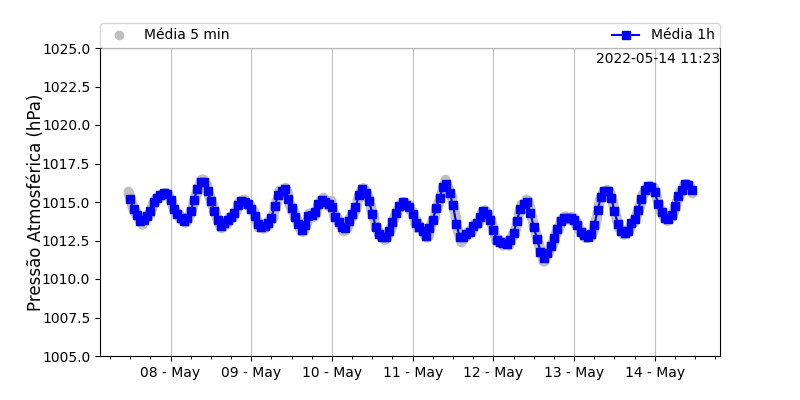 Média 5 min
Média 1h
2022-05-14 11:23
Pressão Atmosférica (hPa)
1025.0
1022.5
1020.0
1017.5
1015.0
1012.5
1010.0
1007.5
1005.0
08 - May
09 - May
10 - May
11 - May
12 - May
13 - May
14 - May